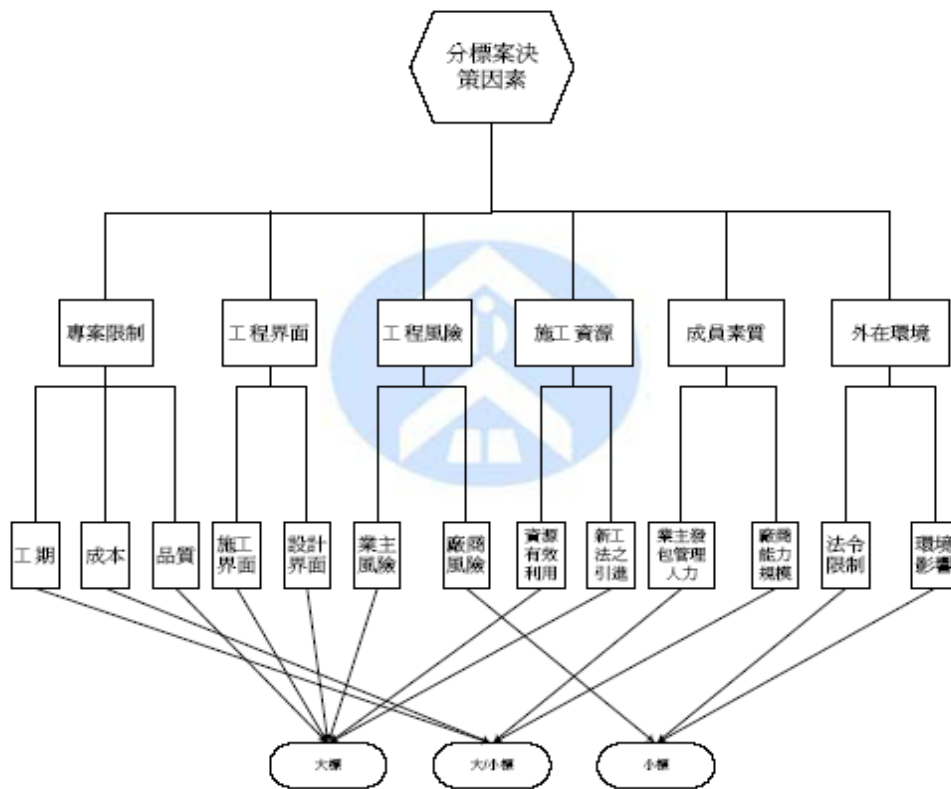 分標案決
策因素
專案限制
工程界面
工程風險
施工資源
成員素質
外在環境
工期
成本
品質
施工
界面
設計
界面
業主
風險
廠商
風險
資源
有效
利用
新工
法之
引進
業主發
包管理
人力
廠商
能力
規模
法令
限制
環境
影響
大標
大/小標
小標